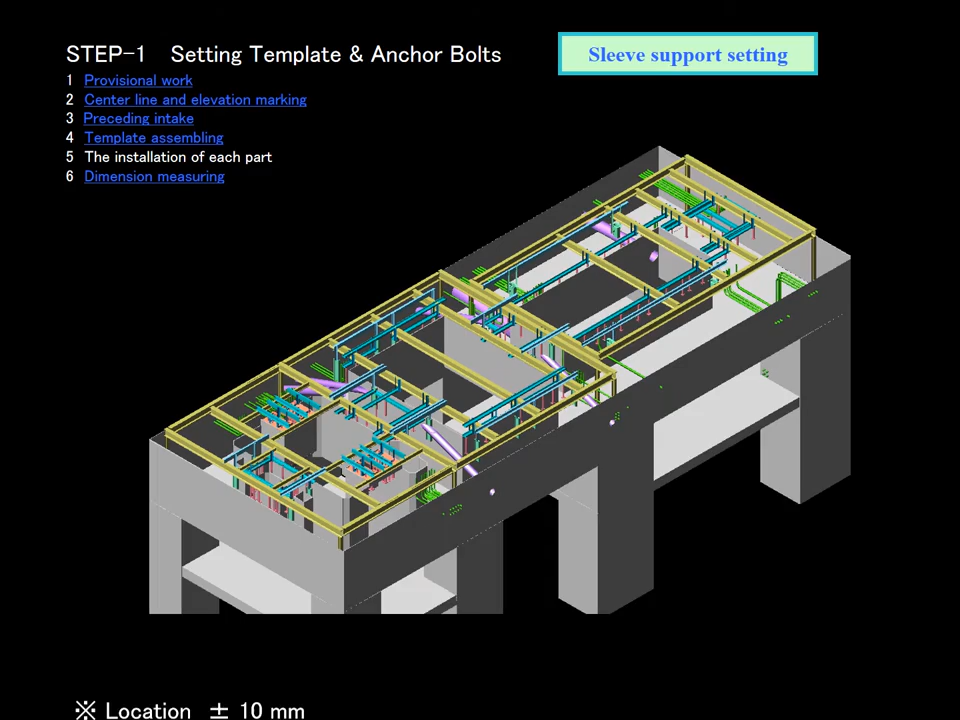 STEP-1 Setting Template & Anchor Bolts
Sleeve support setting
1 Provisional work
2 Center line and elevation marking
3 Preceding intake
4 Template assembling
5 The installation of each part
6 Dimension measuring
※ Location ± 10 mm